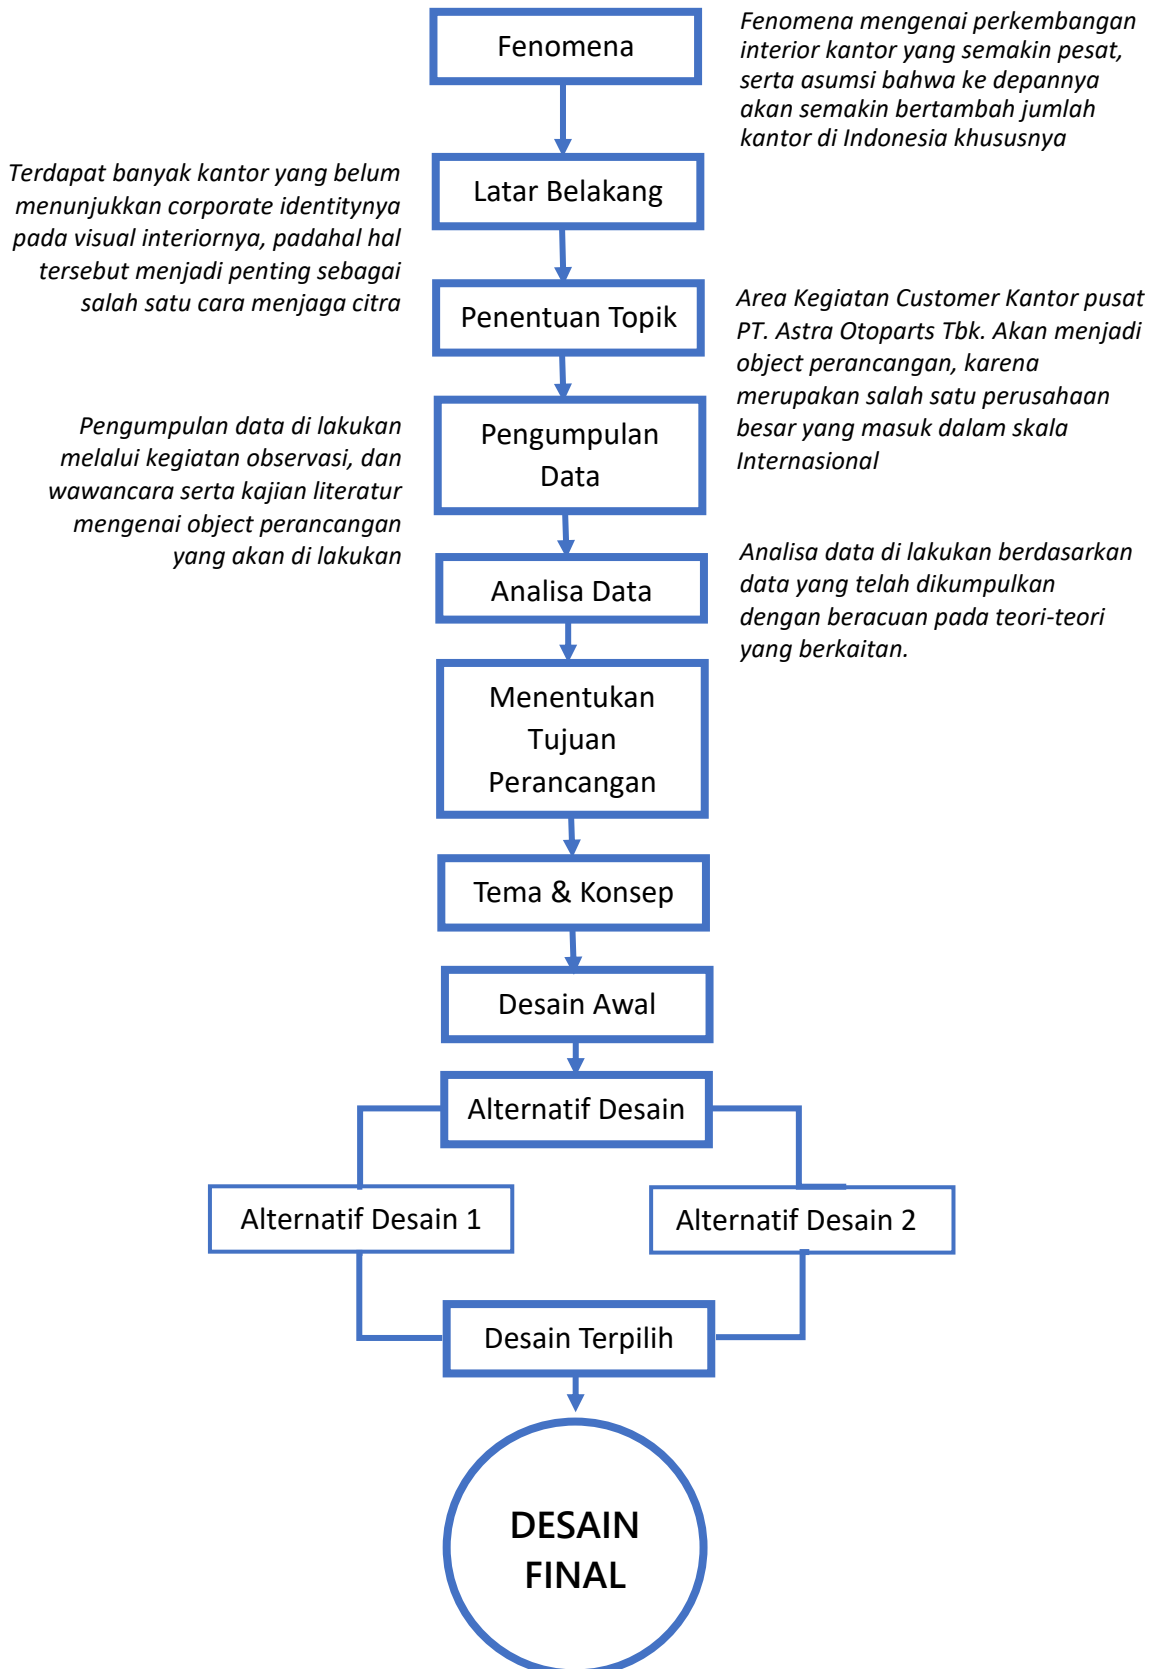 Fenomena
Fenomena mengenai perkembangan
interior kantor yang semakin pesat,
serta asumsi bahwa ke depannya
akan semakin bertambah jumlah
kantor di Indonesia khususnya
Terdapat banyak kantor yang belum
menunjukkan corporate identitynya
pada visual interiornya, padahal hal
tersebut menjadi penting sebagai
salah satu cara menjaga citra
Latar Belakang
Penentuan Topik
Area Kegiatan Customer Kantor pusat
PT. Astra Otoparts Tbk. Akan menjadi
object perancangan, karena
merupakan salah satu perusahaan
besar yang masuk dalam skala
Internasional
Pengumpulan data di lakukan
melalui kegiatan observasi, dan
wawancara serta kajian literatur
mengenai object perancangan
yang akan di lakukan
Pengumpulan
Data
Analisa Data
Analisa data di lakukan berdasarkan
data yang telah dikumpulkan
dengan beracuan pada teori-teori
yang berkaitan.
Menentukan
Tujuan
Perancangan
Tema & Konsep
Desain Awal
Alternatif Desain
Alternatif Desain 1
Alternatif Desain 2
Desain Terpilih
DESAIN
FINAL